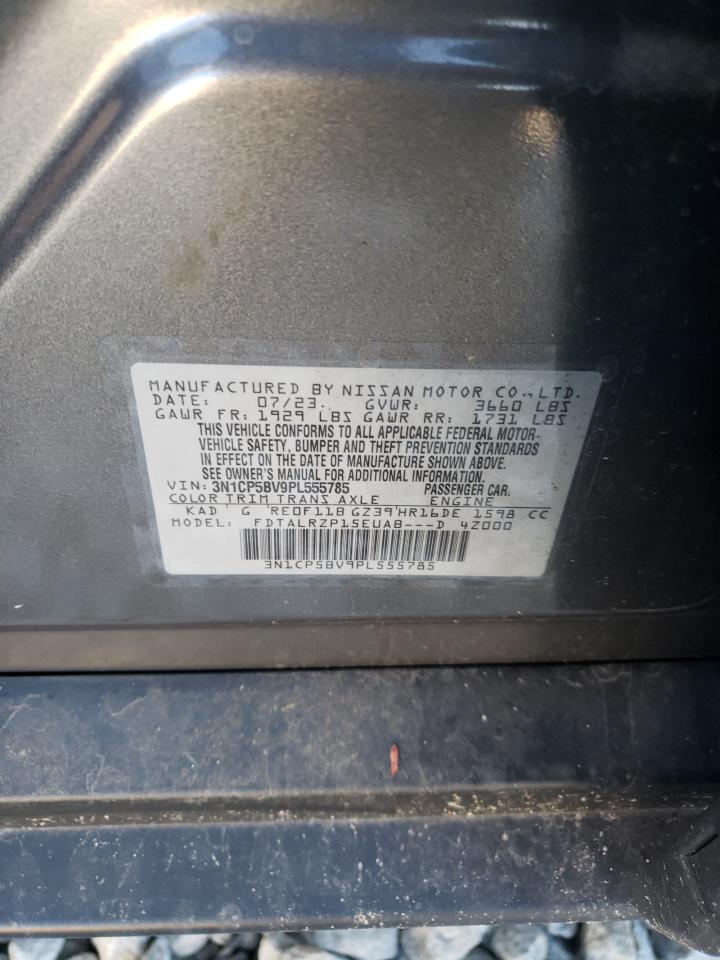 MANUFACTURED BY NISSAN MOTOR CO., LTD.
DATE: 07/23 GVWR: 3660 LBS
GAWR FR: 1929 LBS GAWR RR: 1731 LBS
THIS VEHICLE CONFORMS TO ALL APPLICABLE FEDERAL MOTOR-
VEHICLE SAFETY, BUMPER AND THEFT PREVENTION STANDARDS
IN EFFECT ON THE DATE OF MANUFACTURE SHOWN ABOVE.
SEE OWNER'S MANUAL FOR ADDITIONAL INFORMATION.
VIN: 3N1CP5BV9PL555785 PASSENGER CAR.
COLOR TRIM TRANS AXLE ENGINE
KAD G RE0F11B GZ39 HR16DE 1598 CC
MODEL: FDTALRZP15EUAB---D 4Z000
3N1CP5BV9PL555785